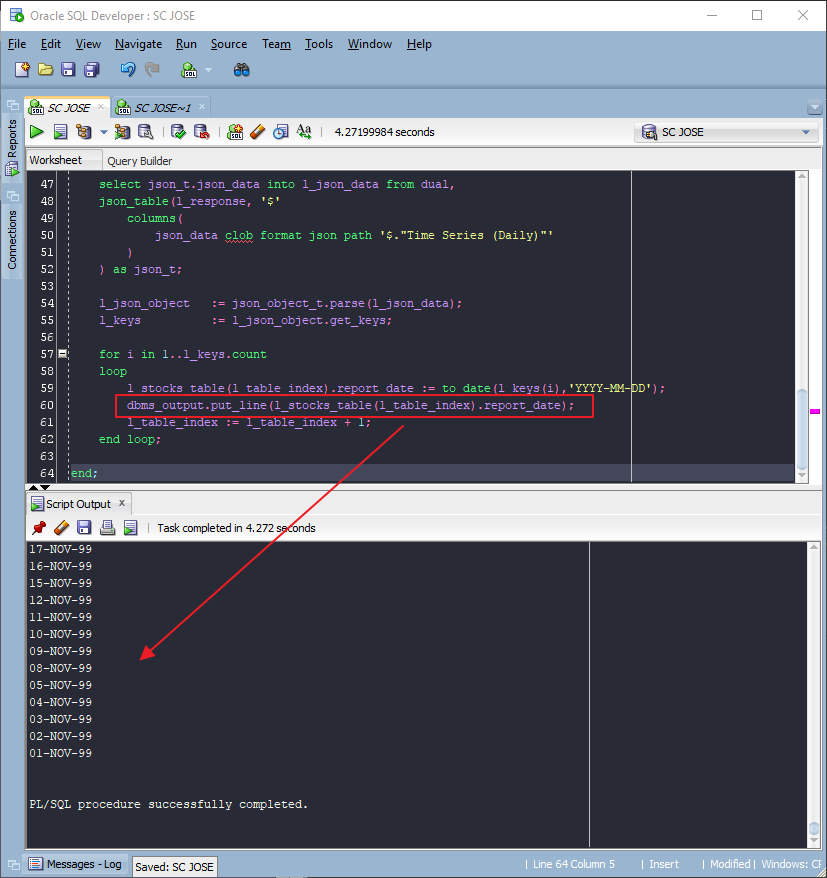 Oracle SQL Developer : SC JOSE
File Edit View Navigate Run Source Team Tools Window Help
SC JOSE SC JOSE~1
4.27199984 seconds SC JOSE
Reports
Connections
Worksheet Query Builder
47 select json_t.json_data into l_json_data from dual,
48 json_table(l_response, '$'
49 columns(
50 json_data clob format json path '$."Time Series (Daily)"'
51 )
52 ) as json_t;
53
54 l_json_object := json_object_t.parse(l_json_data);
55 l_keys := l_json_object.get_keys;
56
57 for i in 1..l_keys.count
58 loop
59 l_stocks_table(l_table_index).report_date := to_date(l_keys(i),'YYYY-MM-DD');
60 dbms_output.put_line(l_stocks_table(l_table_index).report_date);
61 l_table_index := l_table_index + 1;
62 end loop;
63
64 end;
Script Output
Task completed in 4.272 seconds
17-NOV-99
16-NOV-99
15-NOV-99
12-NOV-99
11-NOV-99
10-NOV-99
09-NOV-99
08-NOV-99
05-NOV-99
04-NOV-99
03-NOV-99
02-NOV-99
01-NOV-99
PL/SQL procedure successfully completed.
Messages - Log Saved: SC JOSE Line 64 Column 5 Insert Modified Windows: